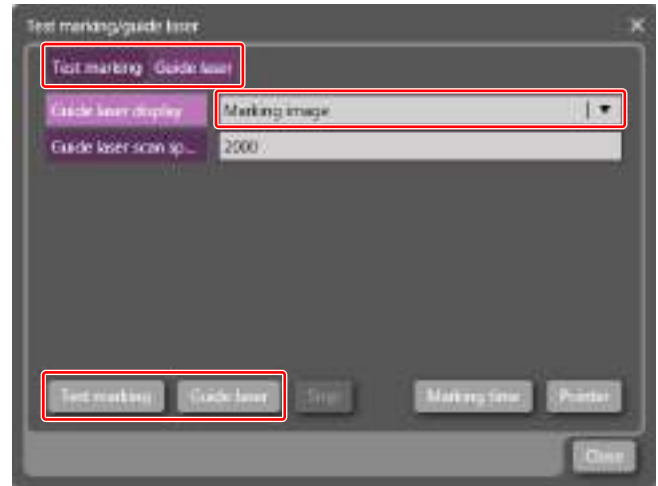 Test marking/guide laser
Test marking Guide laser
Guide laser display Marking image
Guide laser scan sp... 2000
Test marking Guide laser Stop Marking time Pointer
Close